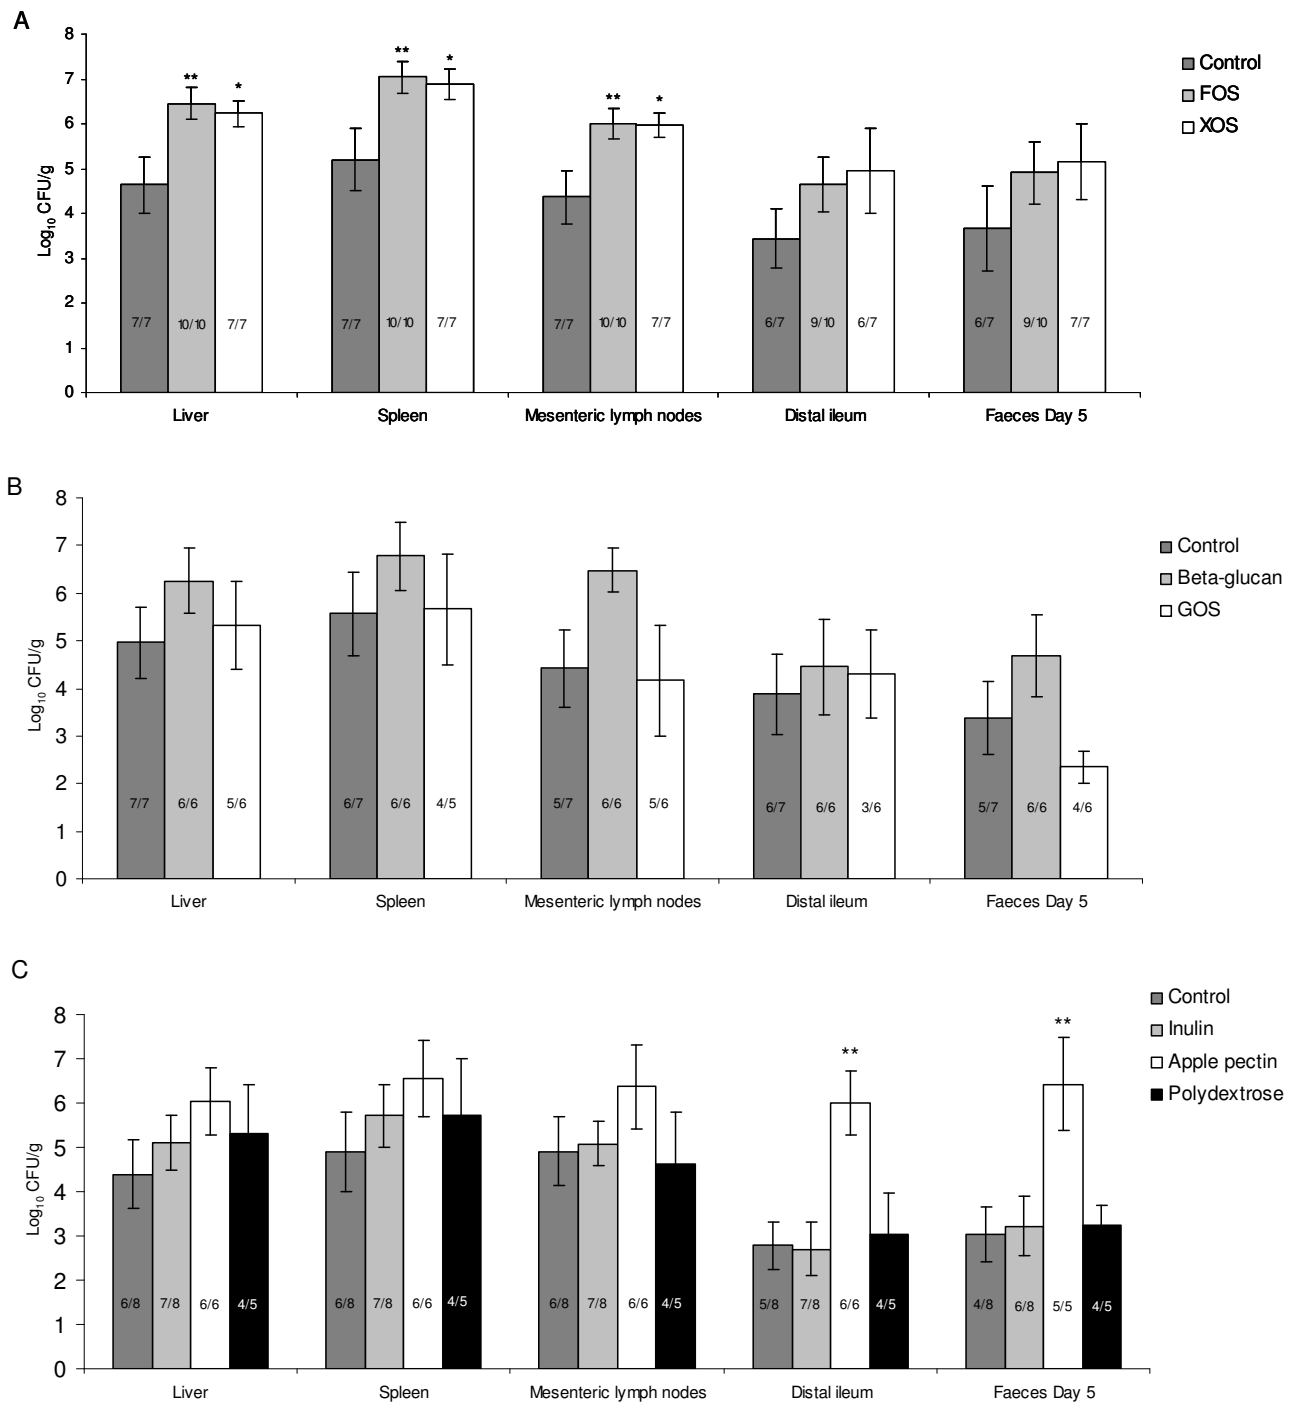 A
8
7
6
5
4
3
2
1
0
Log10 CFU/g
** *
** *
** *
7/7 10/10 7/7 7/7 10/10 7/7 7/7 10/10 7/7 6/7 9/10 6/7 6/7 9/10 7/7
Liver Spleen Mesenteric lymph nodes Distal ileum Faeces Day 5
Control
FOS
XOS
B
8
7
6
5
4
3
2
1
0
Log10 CFU/g
7/7 6/6 5/6 6/7 6/6 4/5 5/7 6/6 5/6 6/7 6/6 3/6 5/7 6/6 4/6
Liver Spleen Mesenteric lymph nodes Distal ileum Faeces Day 5
Control
Beta-glucan
GOS
C
8
7
6
5
4
3
2
1
0
Log10 CFU/g
**
**
6/8 7/8 6/6 4/5 6/8 7/8 6/6 4/5 6/8 7/8 6/6 4/5 5/8 7/8 6/6 4/5 4/8 6/8 5/5 4/5
Liver Spleen Mesenteric lymph nodes Distal ileum Faeces Day 5
Control
Inulin
Apple pectin
Polydextrose